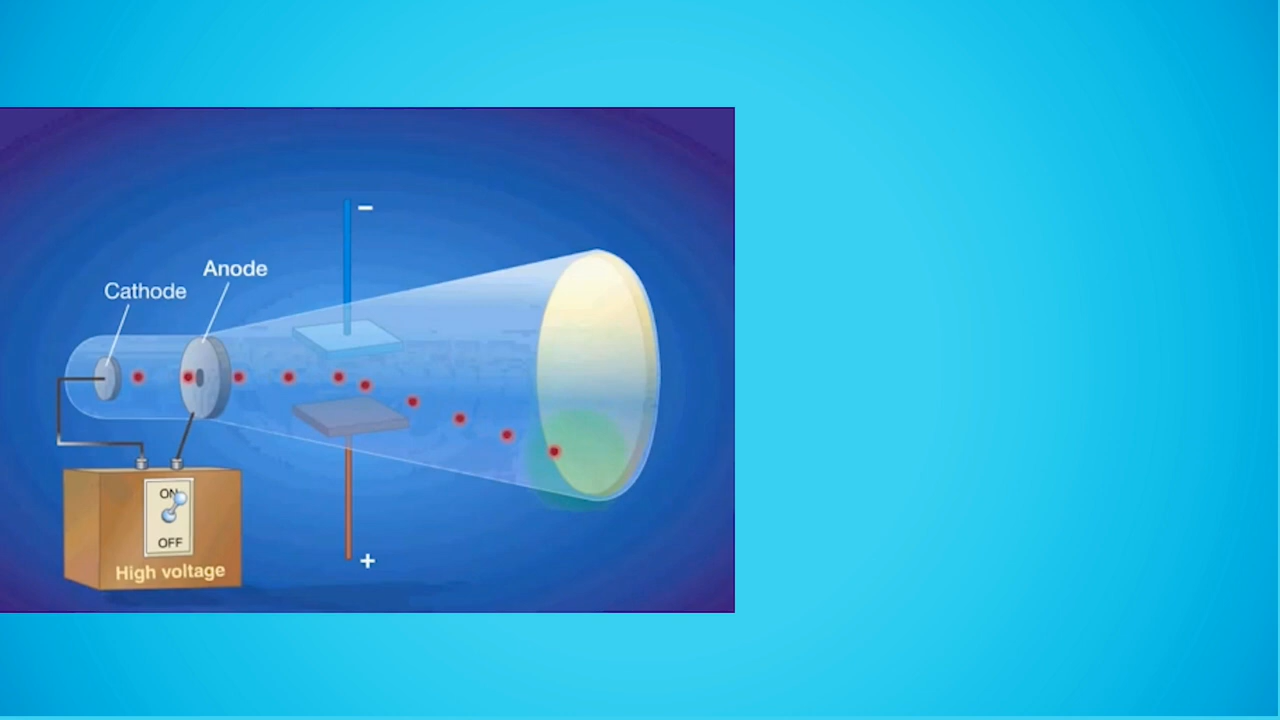 −
Anode
Cathode
ON
OFF
High voltage
+